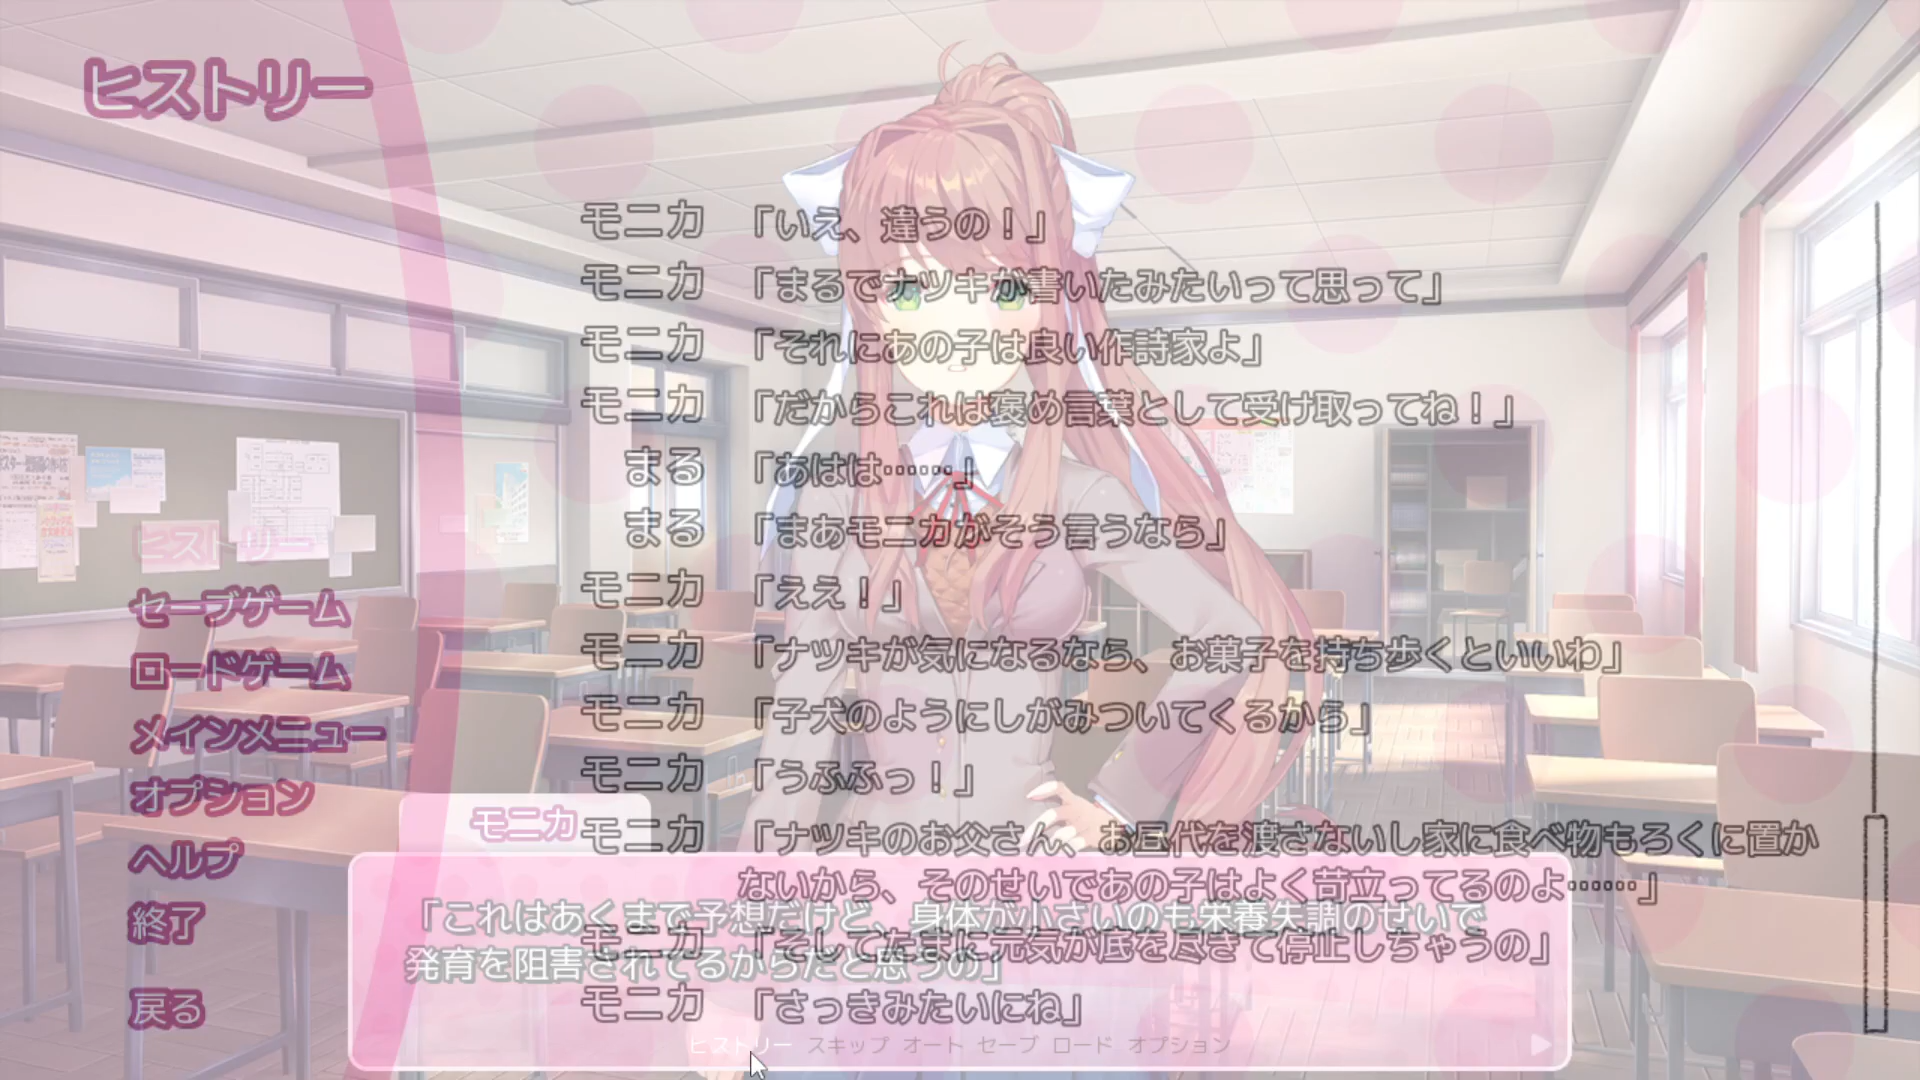 ヒストリー
モニカ 「いえ、違うの！」
モニカ 「まるでナツキが書いたみたいって思って」
モニカ 「それにあの子は良い作詩家よ」
モニカ 「だからこれは褒め言葉として受け取ってね！」
まる 「あはは……」
まる 「まあモニカがそう言うなら」
モニカ 「ええ！」
モニカ 「ナツキが気になるなら、お菓子を持ち歩くといいわ」
モニカ 「子犬のようにしがみついてくるから」
モニカ 「うふふっ！」
モニカ 「ナツキのお父さん、お昼代を渡さないし家に食べ物もろくに置か
ないから、そのせいであの子はよく苛立ってるのよ……」
モニカ 「そしてたまに元気が底を尽きて停止しちゃうの」
モニカ 「さっきみたいにね」
ヒストリー
セーブゲーム
ロードゲーム
メインメニュー
オプション
ヘルプ
終了
戻る
モニカ
「これはあくまで予想だけど、身体が小さいのも栄養失調のせいで
発育を阻害されてるからだと思うの」
ヒストリー スキップ オート セーブ ロード オプション